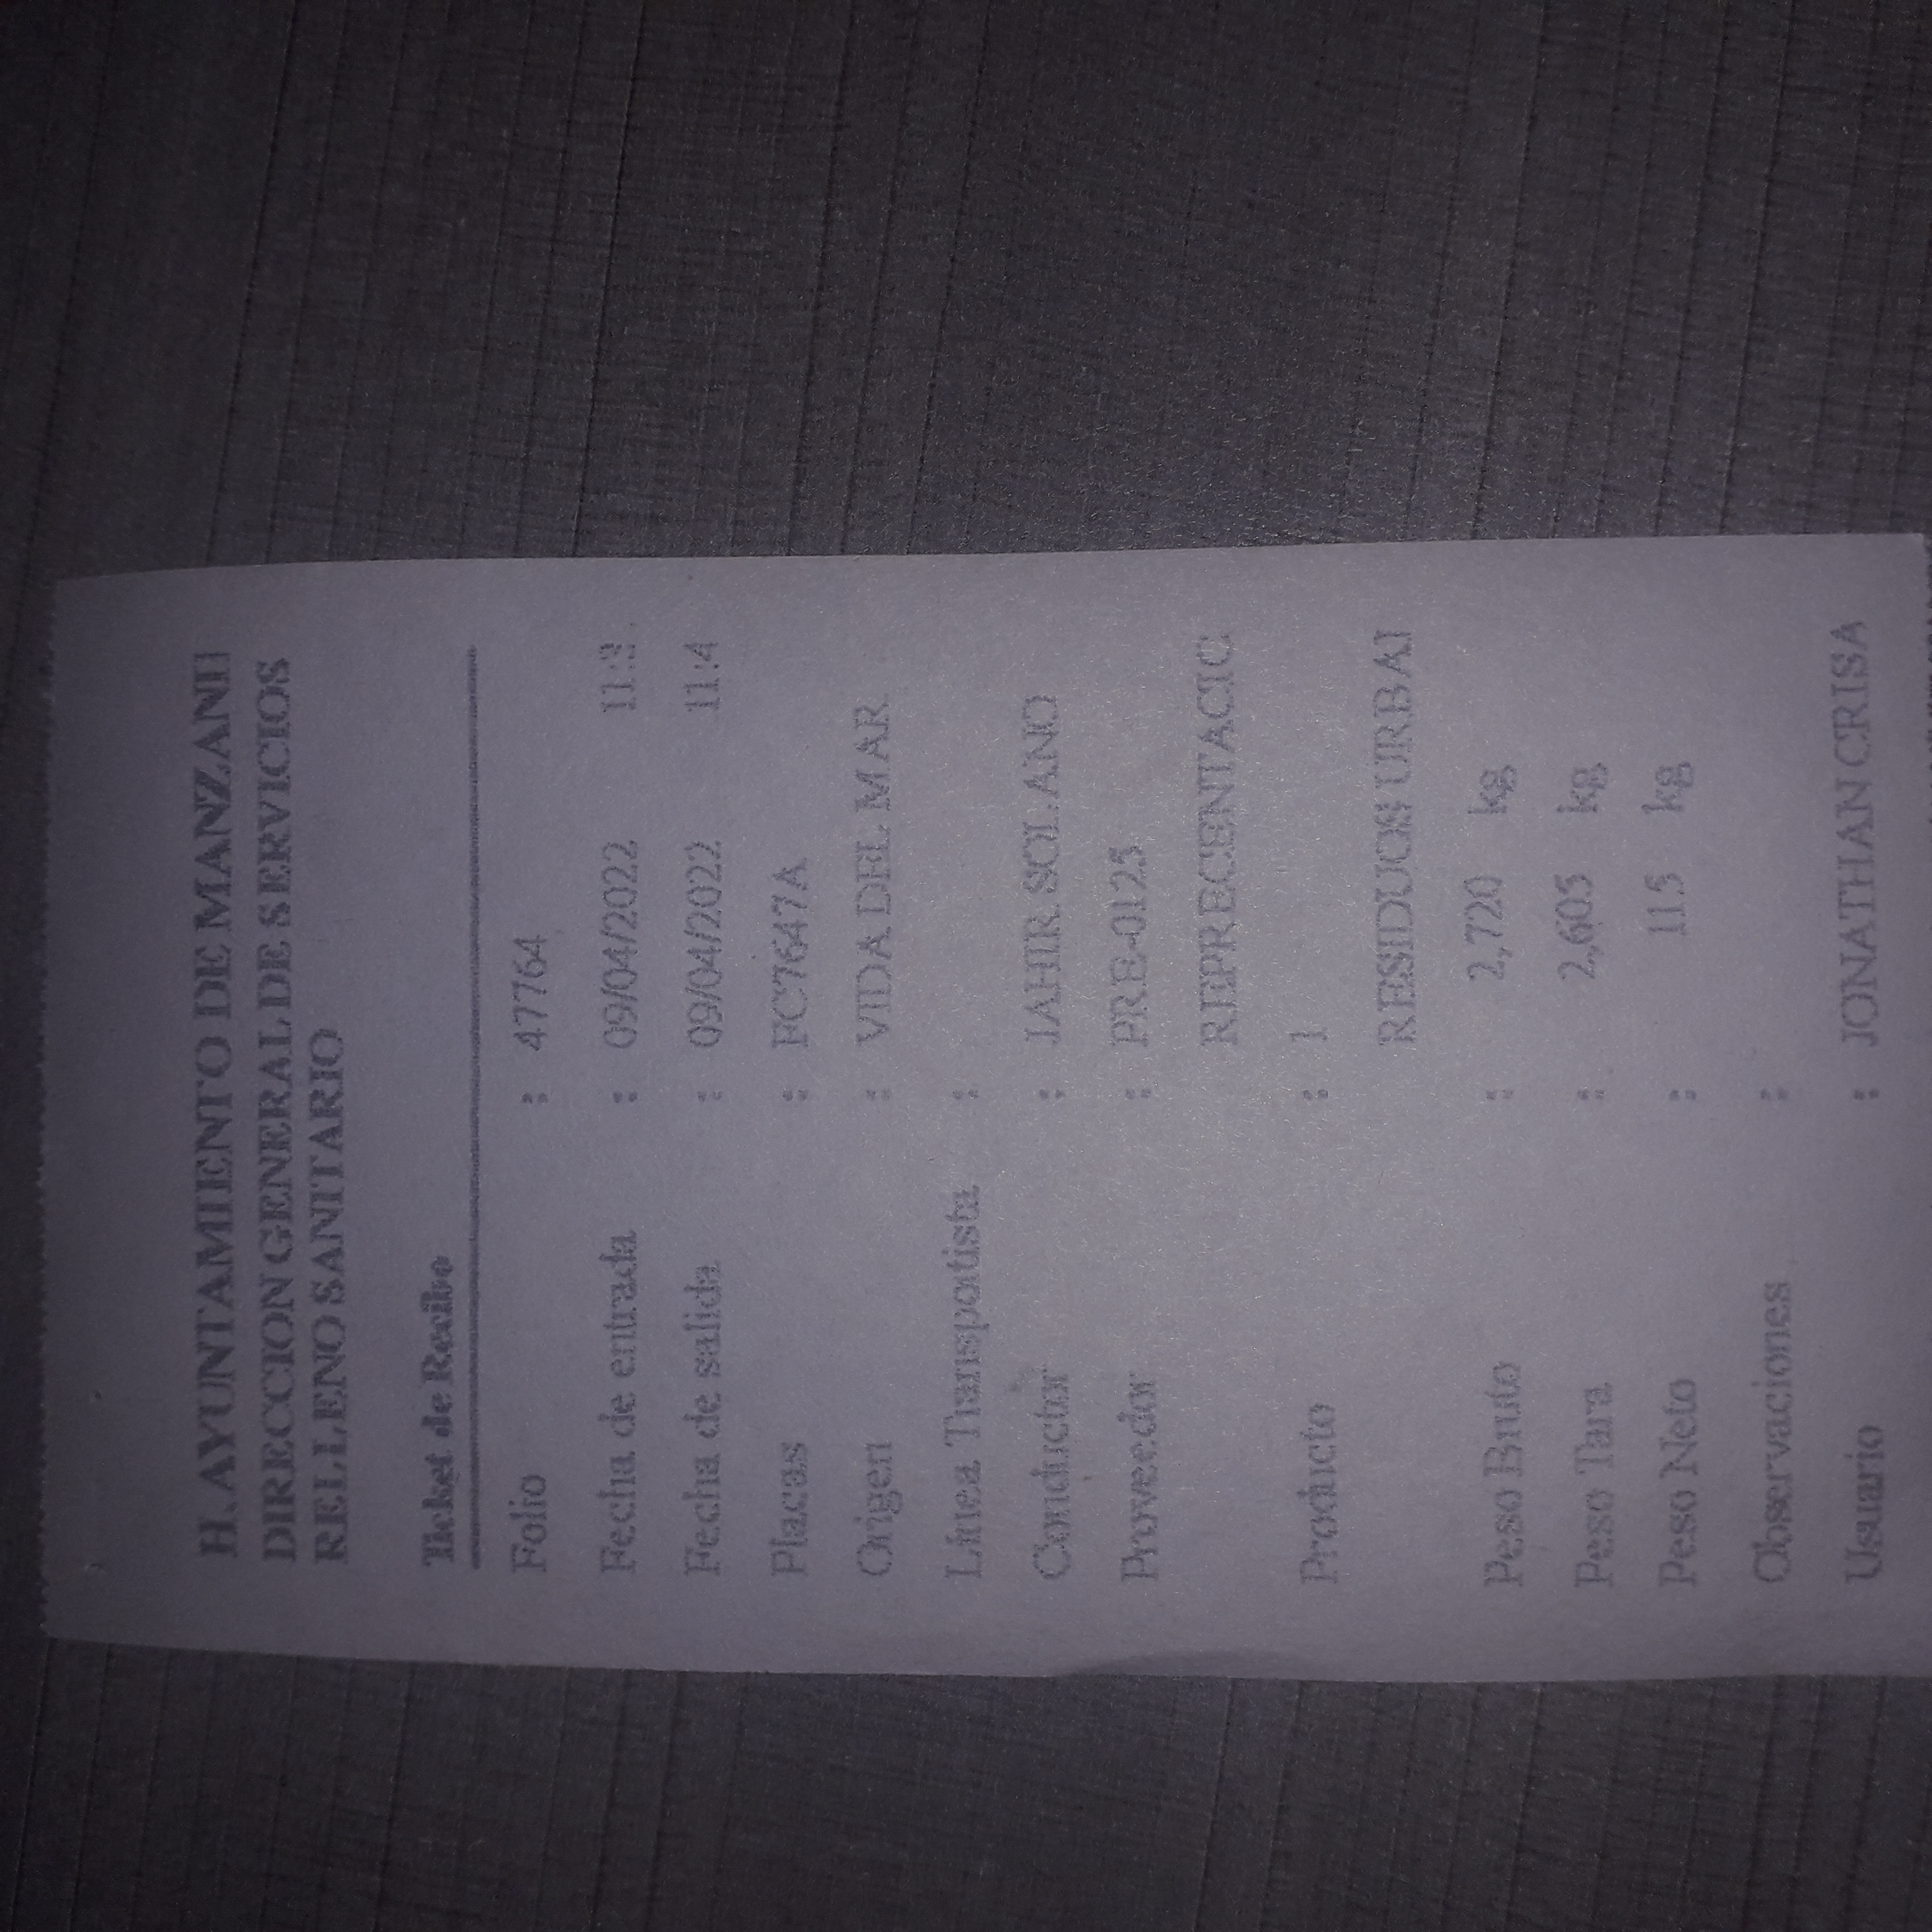 H. AYUNTAMIENTO DE MANZANI
DIRECCION GENERAL DE SERVICIOS
RELLENO SANITARIO
Ticket de Recibo
Folio : 47764
Fecha de entrada : 09/04/2022 11:3
Fecha de salida : 09/04/2022 11:4
Placas : FC7647A
Origen : VIDA DEL MAR
Línea Transportista :
Conductor : JAHIR SOLANO
Proveedor : PRE-0125
REPRECENTACIO
Producto : 1
RESIDUOS URBAN
Peso Bruto : 2,720 kg
Peso Tara : 2,605 kg
Peso Neto : 115 kg
Observaciones :
Usuario : JONATHAN CRISA